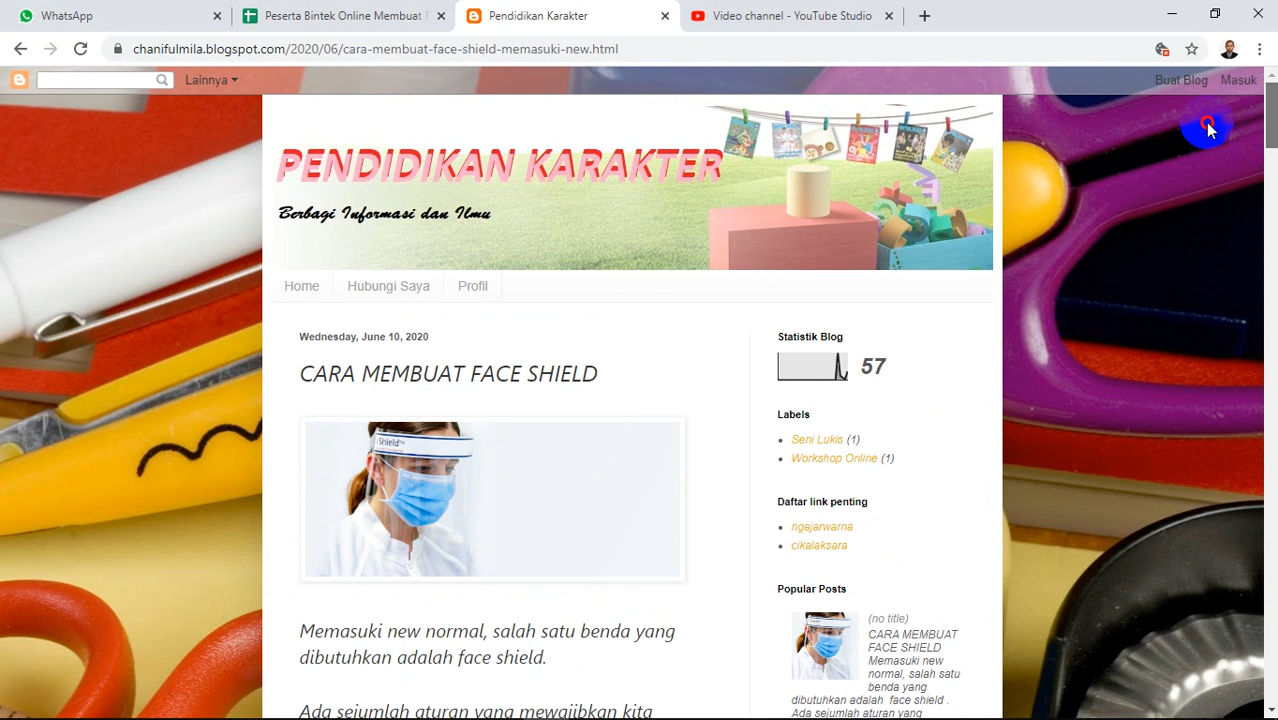 WhatsApp
Peserta Bintek Online Membuat B
Pendidikan Karakter
Video channel - YouTube Studio
chanifulmila.blogspot.com/2020/06/cara-membuat-face-shield-memasuki-new.html
Lainnya
Buat Blog
Masuk
PENDIDIKAN KARAKTER
Berbagi Informasi dan Ilmu
Home
Hubungi Saya
Profil
Wednesday, June 10, 2020
CARA MEMBUAT FACE SHIELD
Shield™
Memasuki new normal, salah satu benda yang
dibutuhkan adalah face shield.
Ada sejumlah aturan yang mewajibkan kita
Statistik Blog
57
Labels
Seni Lukis (1)
Workshop Online (1)
Daftar link penting
ngajarwarna
cikalaksara
Popular Posts
(no title)
CARA MEMBUAT
FACE SHIELD
Memasuki new
normal, salah satu
benda yang
dibutuhkan adalah face shield .
Ada sejumlah aturan yang